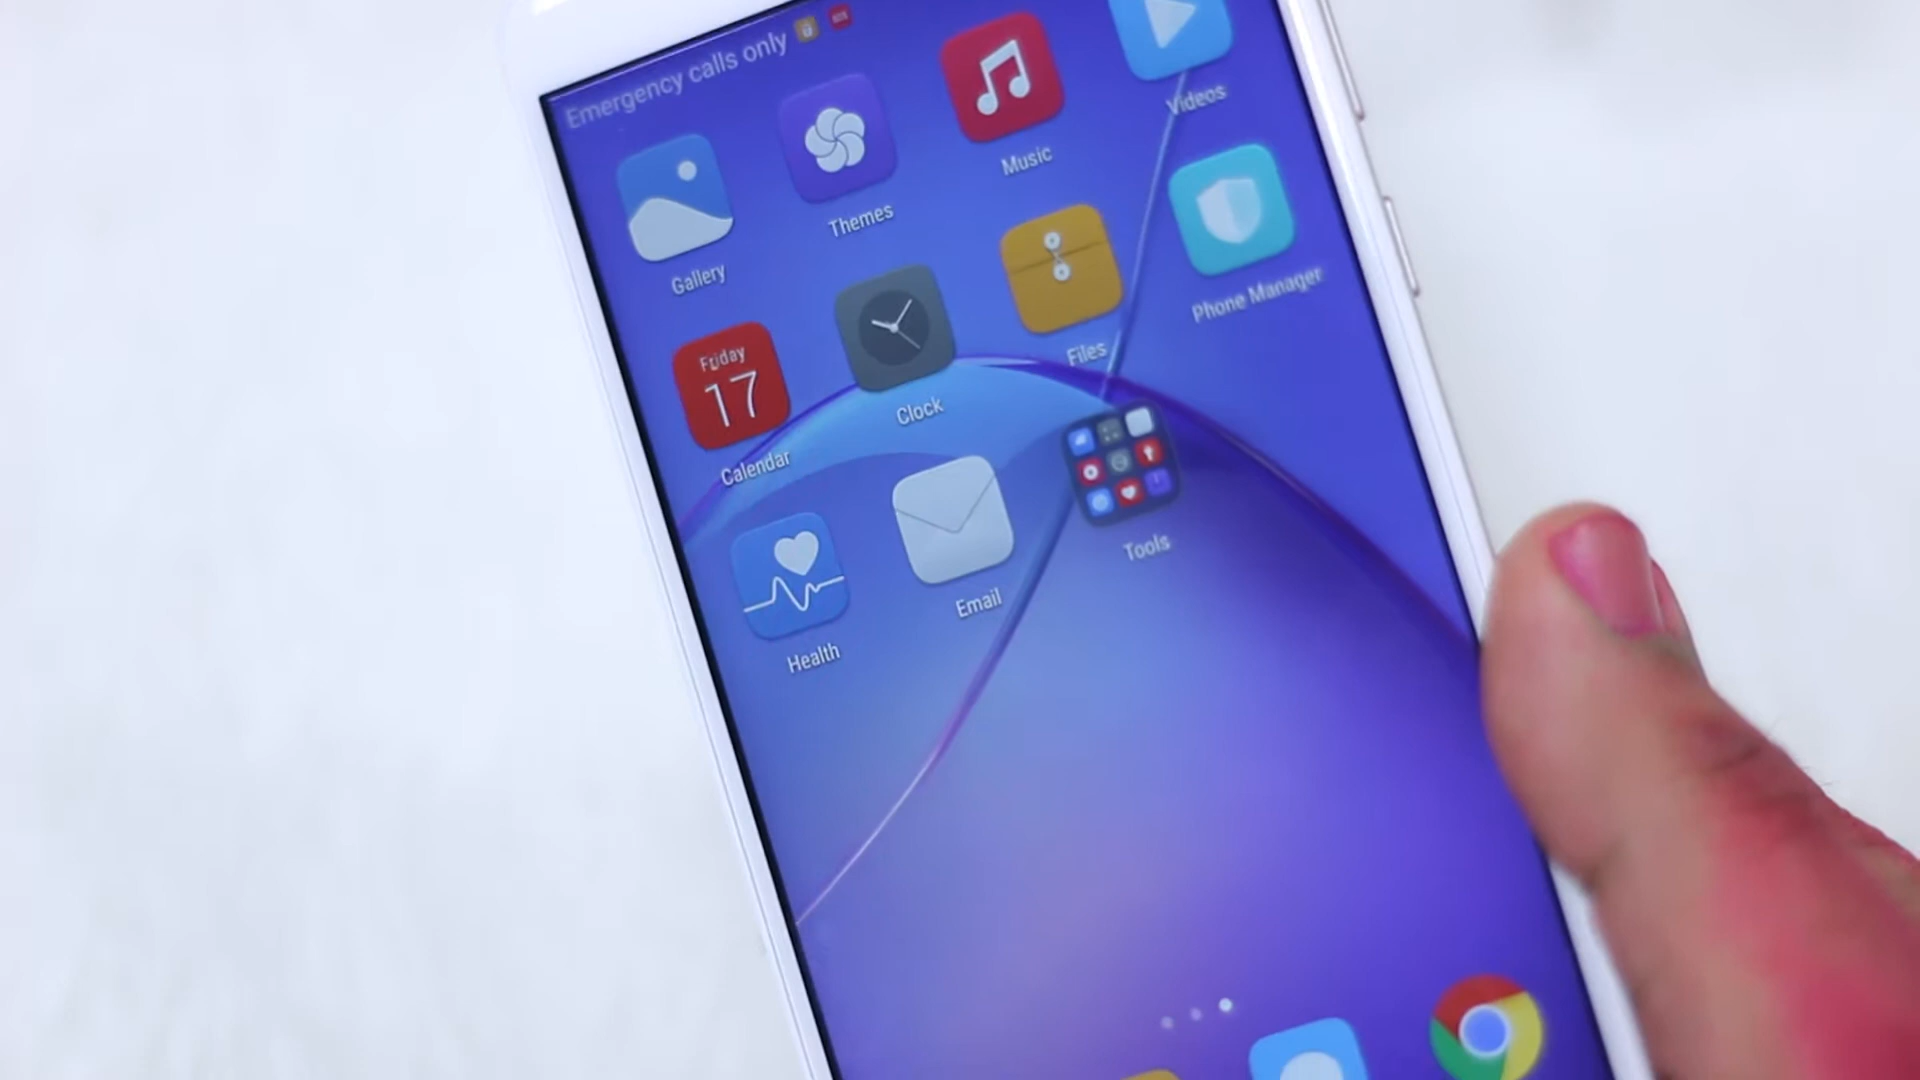 Emergency calls only
Gallery
Themes
Music
Videos
Friday
17
Calendar
Clock
Files
Phone Manager
Health
Email
Tools